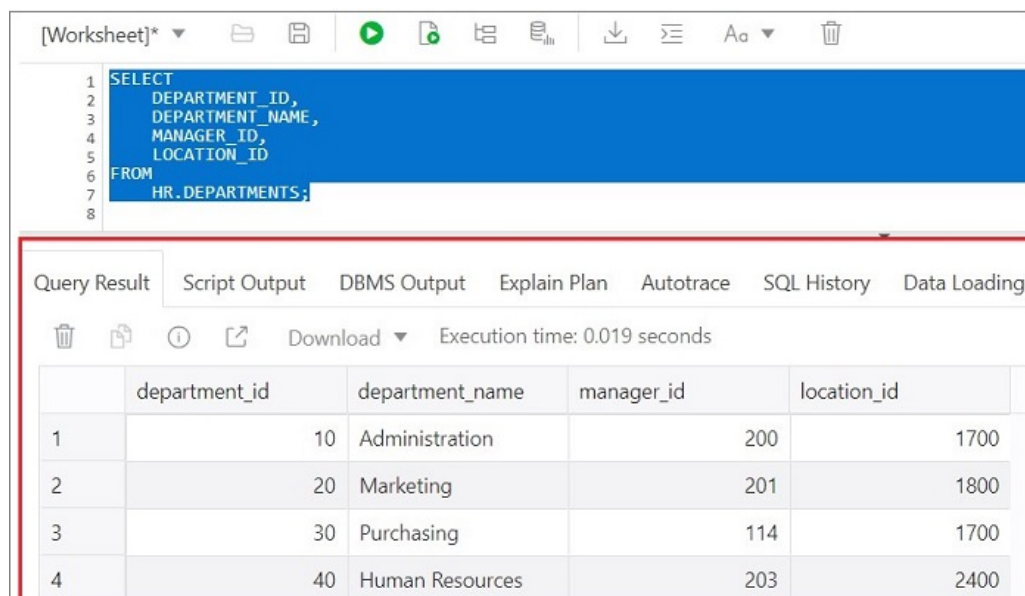 [Worksheet]* Aa
1 SELECT
2 DEPARTMENT_ID,
3 DEPARTMENT_NAME,
4 MANAGER_ID,
5 LOCATION_ID
6 FROM
7 HR.DEPARTMENTS;
8
Query Result Script Output DBMS Output Explain Plan Autotrace SQL History Data Loading
Download Execution time: 0.019 seconds
department_id department_name manager_id location_id
1 10 Administration 200 1700
2 20 Marketing 201 1800
3 30 Purchasing 114 1700
4 40 Human Resources 203 2400